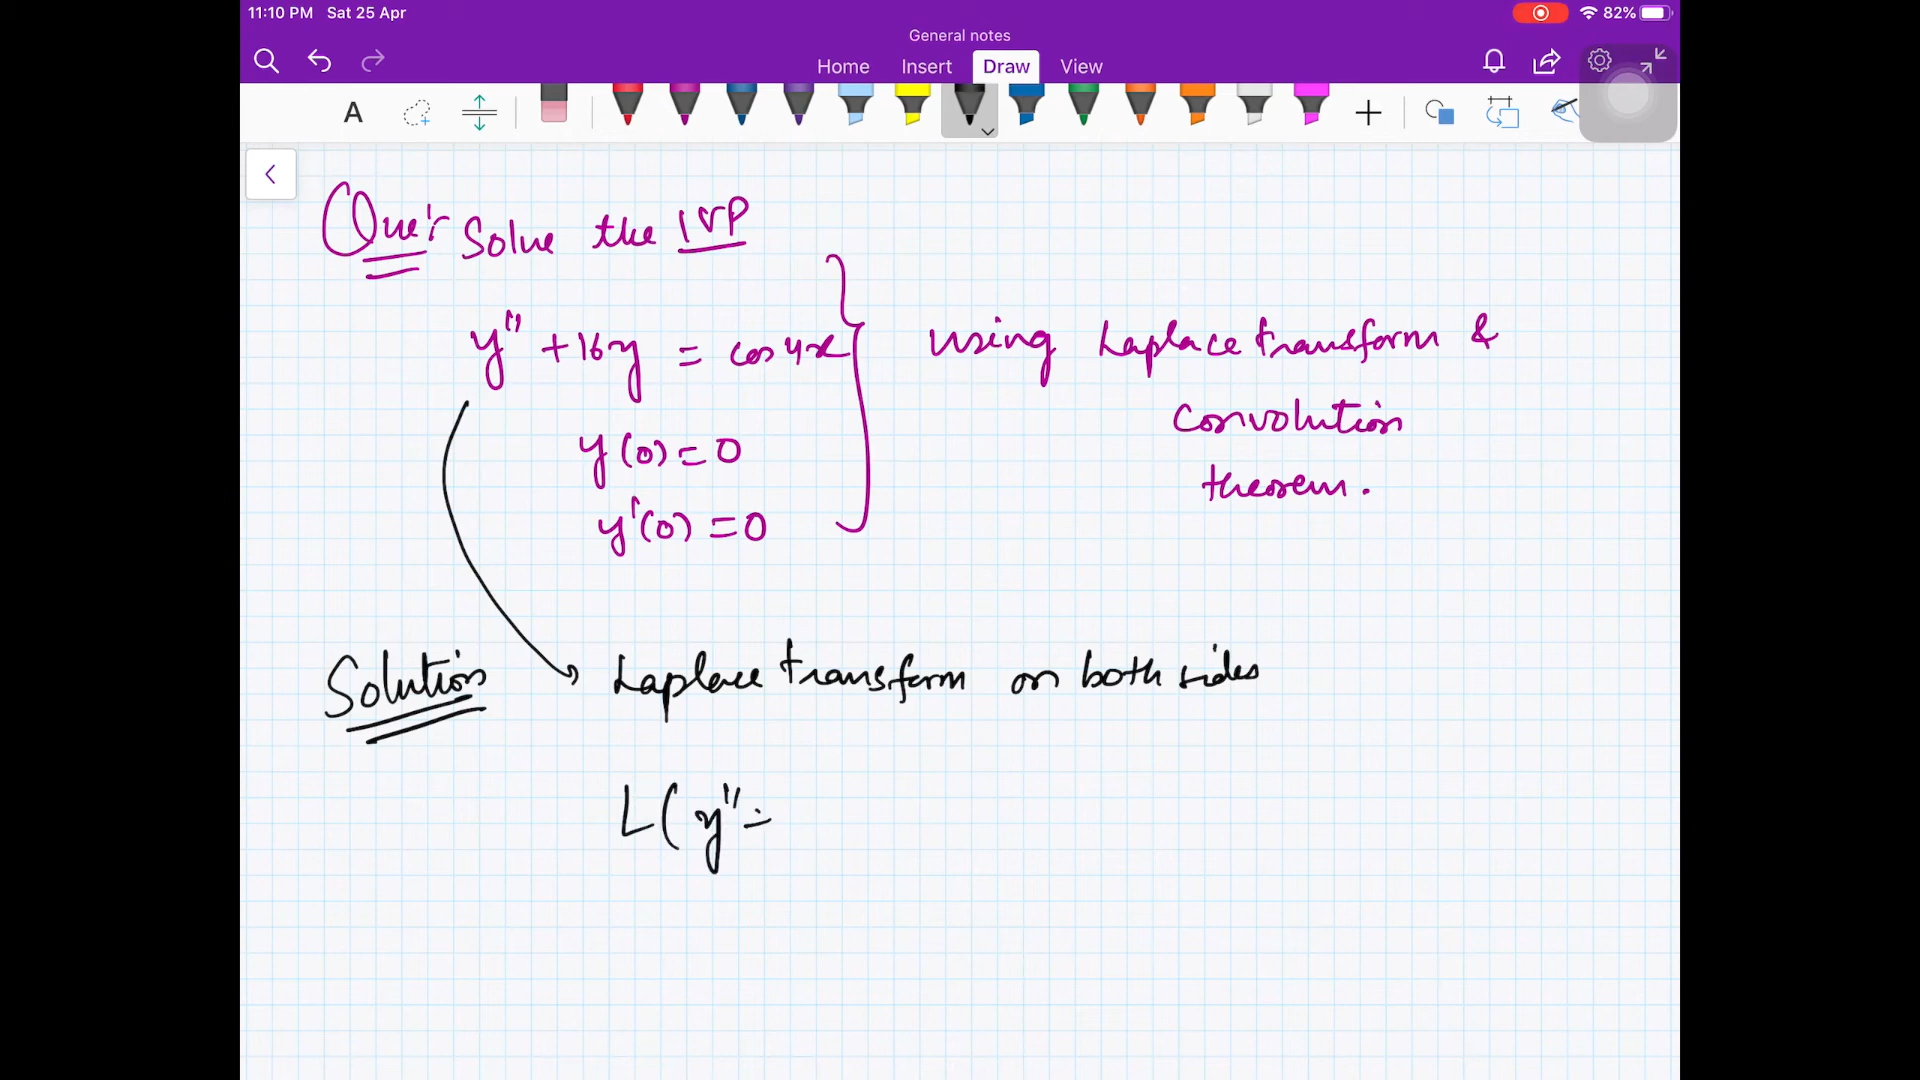 11:10 PM Sat 25 Apr
82%
General notes
Home Insert Draw View
A
Que: Solve the IVP
y" + 16y = cos 4x
y(0) = 0
y'(0) = 0
using Laplace transform &
convolution
theorem.
Solution Laplace transform on both sides
L( y" =